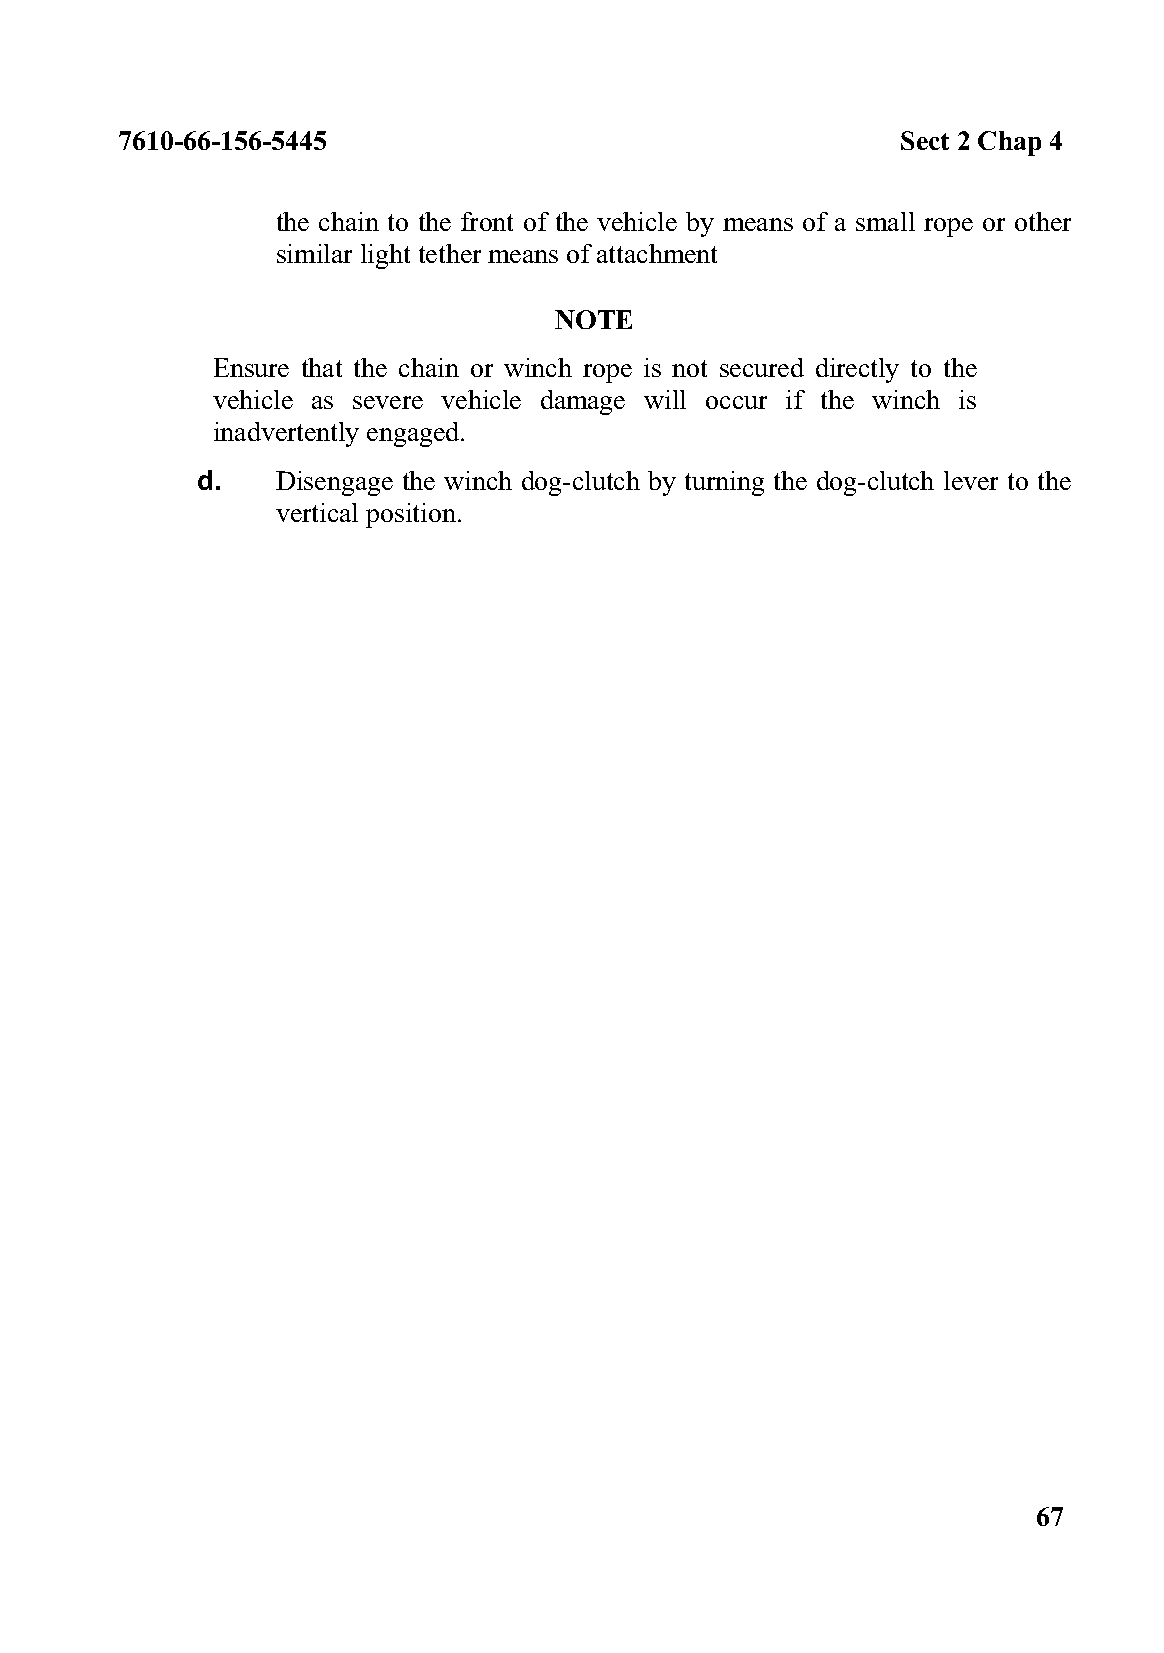 7610-66-156-5445 Sect 2 Chap 4
the chain to the front of the vehicle by means of a small rope or other
similar light tether means of attachment
NOTE
Ensure that the chain or winch rope is not secured directly to the
vehicle as severe vehicle damage will occur if the winch is
inadvertently engaged.
d. Disengage the winch dog-clutch by turning the dog-clutch lever to the
vertical position.
67